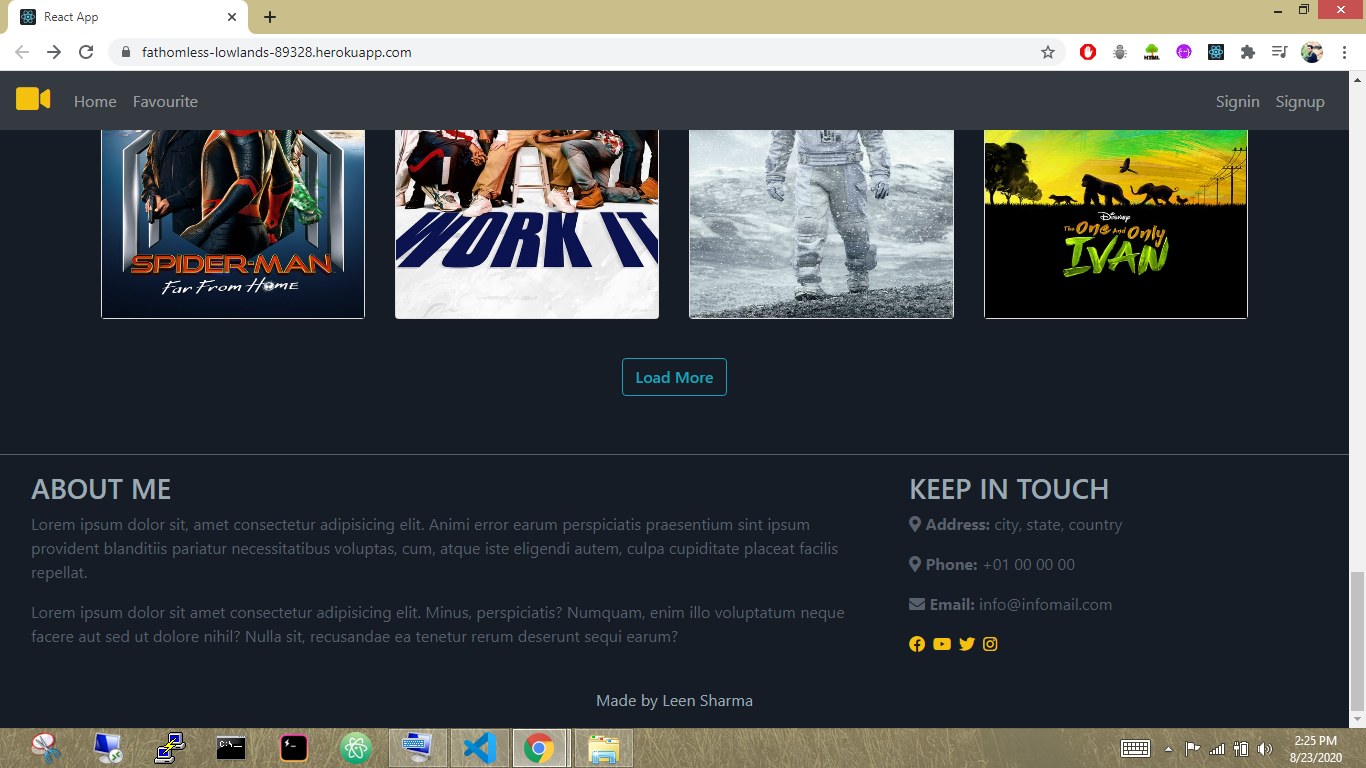 React App
fathomless-lowlands-89328.herokuapp.com
Home Favourite Signin Signup
SPIDER-MAN
Far From Home
WORK IT
Disney
The One And Only
IVAN
Load More
ABOUT ME
Lorem ipsum dolor sit, amet consectetur adipisicing elit. Animi error earum perspiciatis praesentium sint ipsum
provident blanditiis pariatur necessitatibus voluptas, cum, atque iste eligendi autem, culpa cupiditate placeat facilis
repellat.
Lorem ipsum dolor sit amet consectetur adipisicing elit. Minus, perspiciatis? Numquam, enim illo voluptatum neque
facere aut sed ut dolore nihil? Nulla sit, recusandae ea tenetur rerum deserunt sequi earum?
KEEP IN TOUCH
Address: city, state, country
Phone: +01 00 00 00
Email: info@infomail.com
Made by Leen Sharma
2:25 PM
8/23/2020